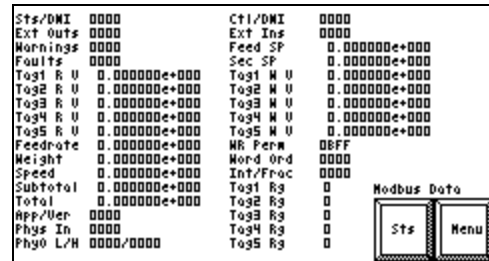 Sts/DMI 0000 Ctl/DMI 0000
Ext Outs 0000 Ext Ins 0000
Warnings 0000 Feed SP 0.000000e+000
Faults 0000 Sec SP 0.000000e+000
Tag1 R V 0.000000e+000 Tag1 W V 0.000000e+000
Tag2 R V 0.000000e+000 Tag2 W V 0.000000e+000
Tag3 R V 0.000000e+000 Tag3 W V 0.000000e+000
Tag4 R V 0.000000e+000 Tag4 W V 0.000000e+000
Tag5 R V 0.000000e+000 Tag5 W V 0.000000e+000
Feedrate 0.000000e+000 WR Perm 0BFF
Weight 0.000000e+000 Word Ord 0000
Speed 0.000000e+000 Int/Frac 0000
Subtotal 0.000000e+000 Tag1 Rg 0 Modbus Data
Total 0.000000e+000 Tag2 Rg 0
App/Ver 0000 Tag3 Rg 0
Phys In 0000 Tag4 Rg 0 Sts Menu
PhyO L/H 0000/0000 Tag5 Rg 0